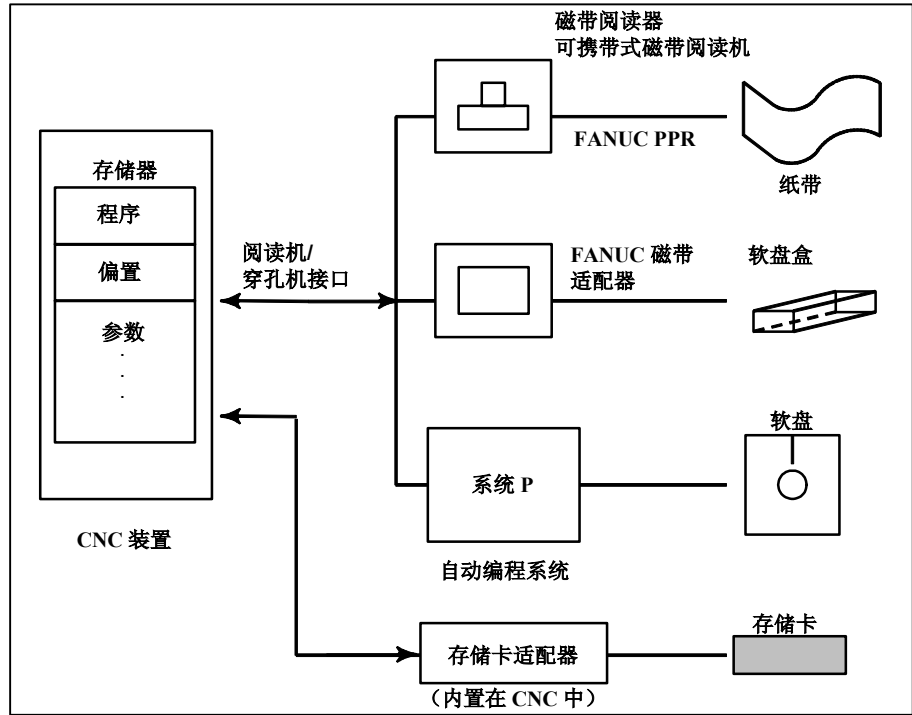 磁带阅读器
可携带式磁带阅读机
FANUC PPR
纸带
存储器
程序
偏置
参数
.
.
.
CNC 装置
阅读机/
穿孔机接口
FANUC 磁带
适配器
软盘盒
系统 P
自动编程系统
软盘
存储卡适配器
（内置在 CNC 中）
存储卡